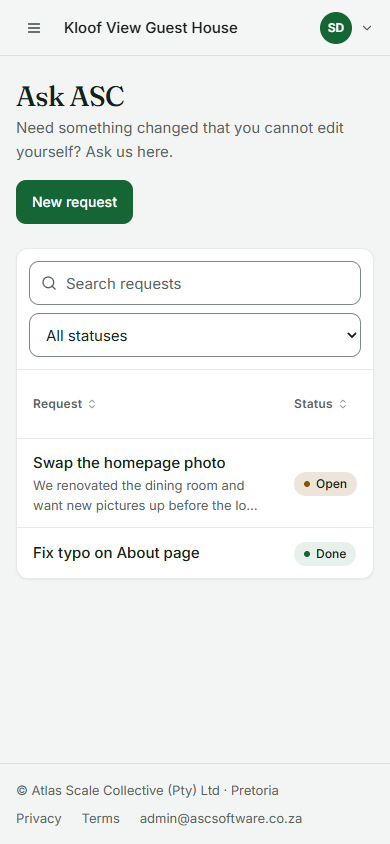 Kloof View Guest House
SD
Ask ASC
Need something changed that you cannot edit
yourself? Ask us here.
New request
Search requests
All statuses
Request
Status
Swap the homepage photo
We renovated the dining room and
want new pictures up before the lo...
Open
Fix typo on About page
Done
© Atlas Scale Collective (Pty) Ltd · Pretoria
Privacy
Terms
admin@ascsoftware.co.za